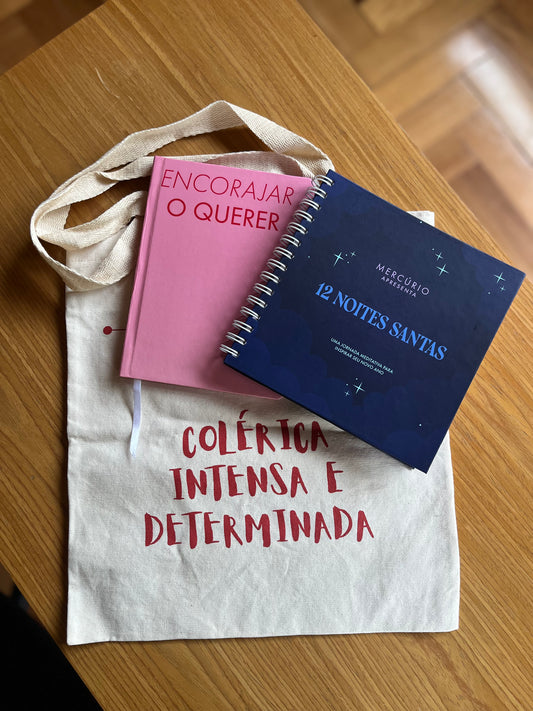 ENCORAJAR
O QUERER
MERCÚRIO
APRESENTA
12 NOITES SANTAS
UMA JORNADA MEDITATIVA PARA
INSPIRAR SEU NOVO ANO
COLÉRICA
INTENSA E
DETERMINADA